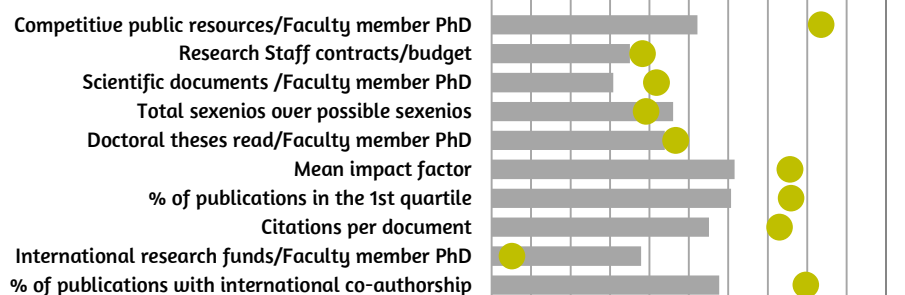 Competitive public resources/Faculty member PhD
Research Staff contracts/budget
Scientific documents /Faculty member PhD
Total sexenios over possible sexenios
Doctoral theses read/Faculty member PhD
Mean impact factor
% of publications in the 1st quartile
Citations per document
International research funds/Faculty member PhD
% of publications with international co-authorship